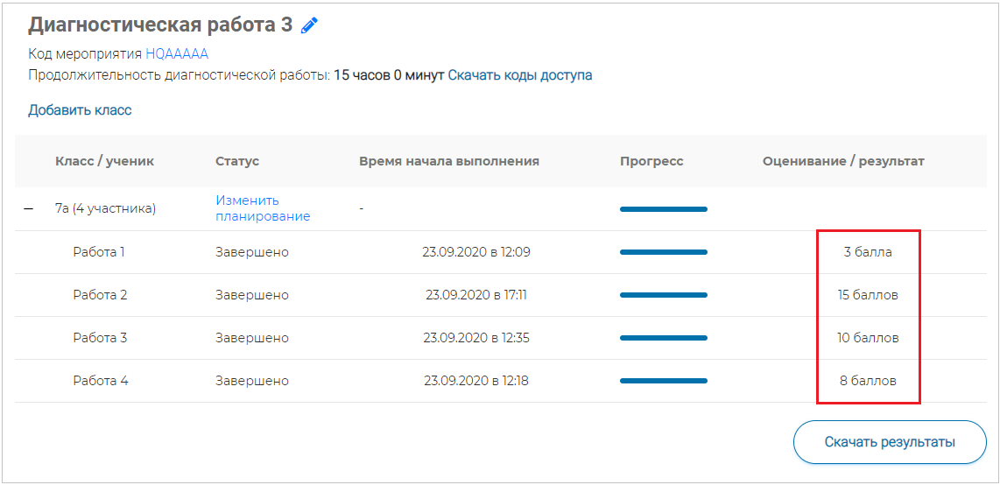 Диагностическая работа 3
Код мероприятия HQAAAAA
Продолжительность диагностической работы: 15 часов 0 минут Скачать коды доступа
Добавить класс
Класс / ученик Статус Время начала выполнения Прогресс Оценивание / результат
7а (4 участника) Изменить планирование -
Работа 1 Завершено 23.09.2020 в 12:09 3 балла
Работа 2 Завершено 23.09.2020 в 17:11 15 баллов
Работа 3 Завершено 23.09.2020 в 12:35 10 баллов
Работа 4 Завершено 23.09.2020 в 12:18 8 баллов
Скачать результаты